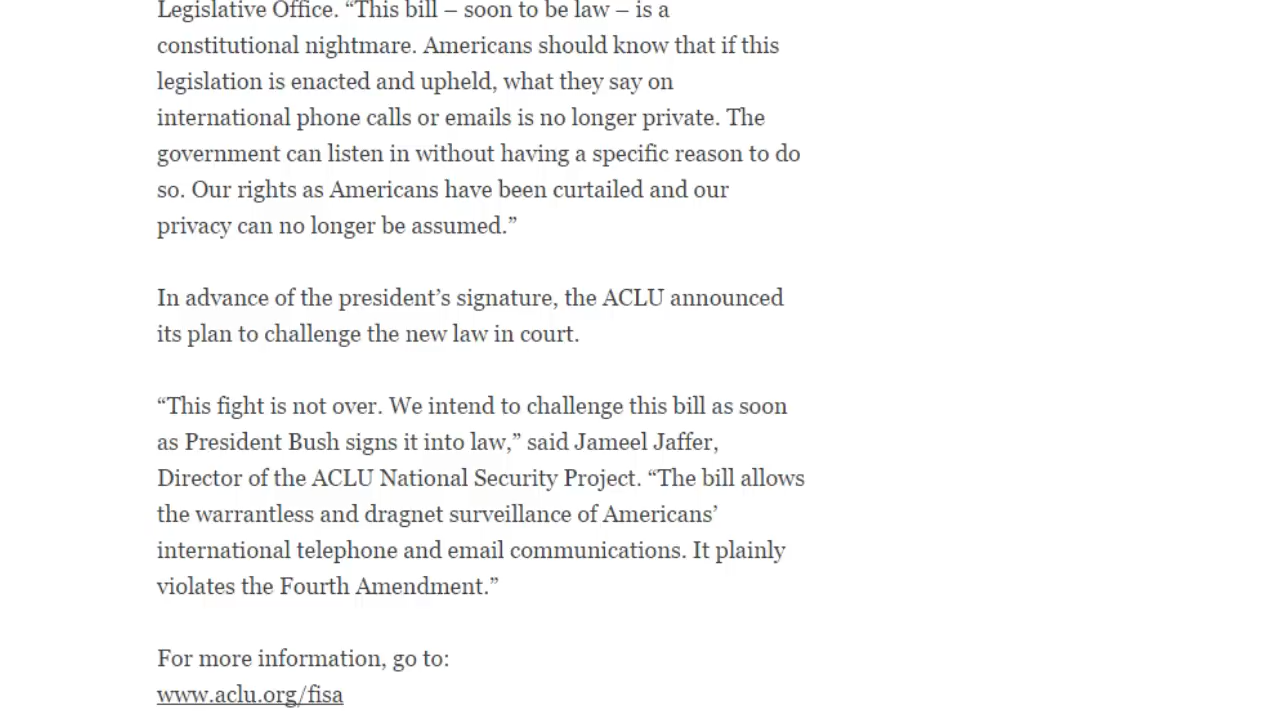 Legislative Office. “This bill – soon to be law – is a
constitutional nightmare. Americans should know that if this
legislation is enacted and upheld, what they say on
international phone calls or emails is no longer private. The
government can listen in without having a specific reason to do
so. Our rights as Americans have been curtailed and our
privacy can no longer be assumed.”
In advance of the president’s signature, the ACLU announced
its plan to challenge the new law in court.
“This fight is not over. We intend to challenge this bill as soon
as President Bush signs it into law,” said Jameel Jaffer,
Director of the ACLU National Security Project. “The bill allows
the warrantless and dragnet surveillance of Americans’
international telephone and email communications. It plainly
violates the Fourth Amendment.”
For more information, go to:
www.aclu.org/fisa